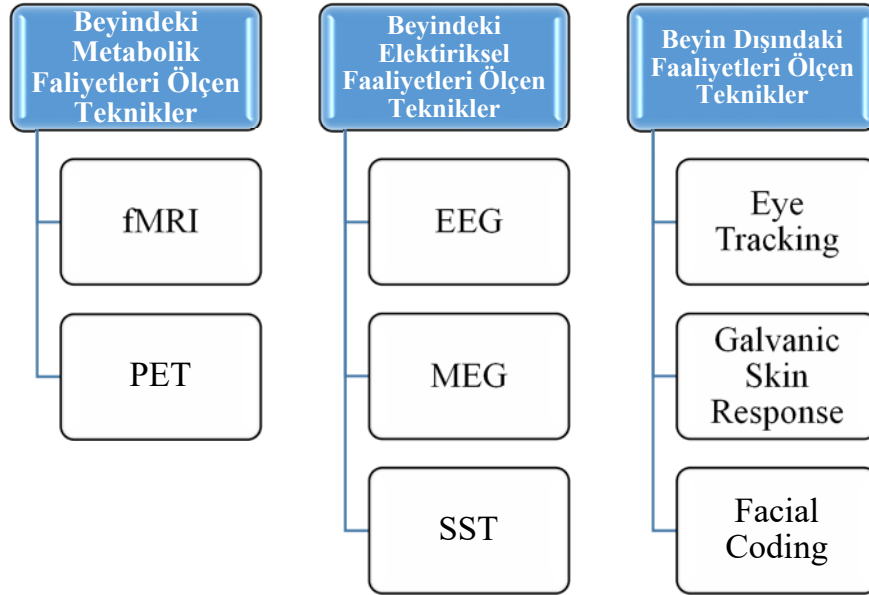 Beyindeki
Metabolik
Faliyetleri Ölçen
Teknikler
fMRI
PET
Beyindeki
Elektiriksel
Faaliyetleri Ölçen
Teknikler
EEG
MEG
SST
Beyin Dışındaki
Faaliyetleri Ölçen
Teknikler
Eye
Tracking
Galvanic
Skin
Response
Facial
Coding